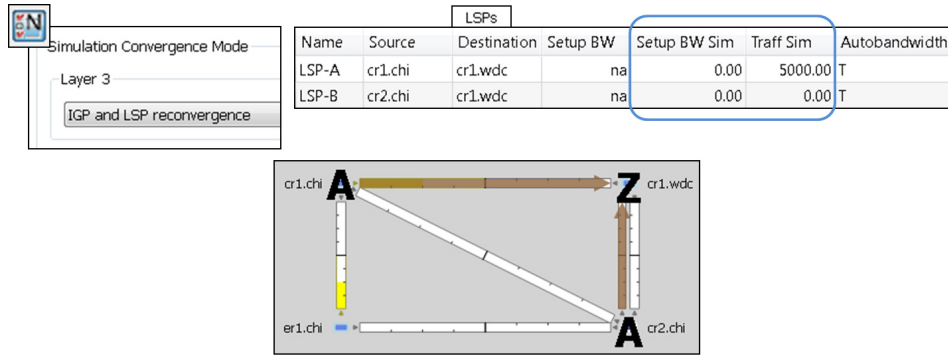 N
Simulation Convergence Mode
Layer 3
IGP and LSP reconvergence
LSPs
Name Source Destination Setup BW Setup BW Sim Traff Sim Autobandwidth
LSP-A cr1.chi cr1.wdc na 0.00 5000.00 T
LSP-B cr2.chi cr1.wdc na 0.00 0.00 T
cr1.chi A Z cr1.wdc
er1.chi A cr2.chi